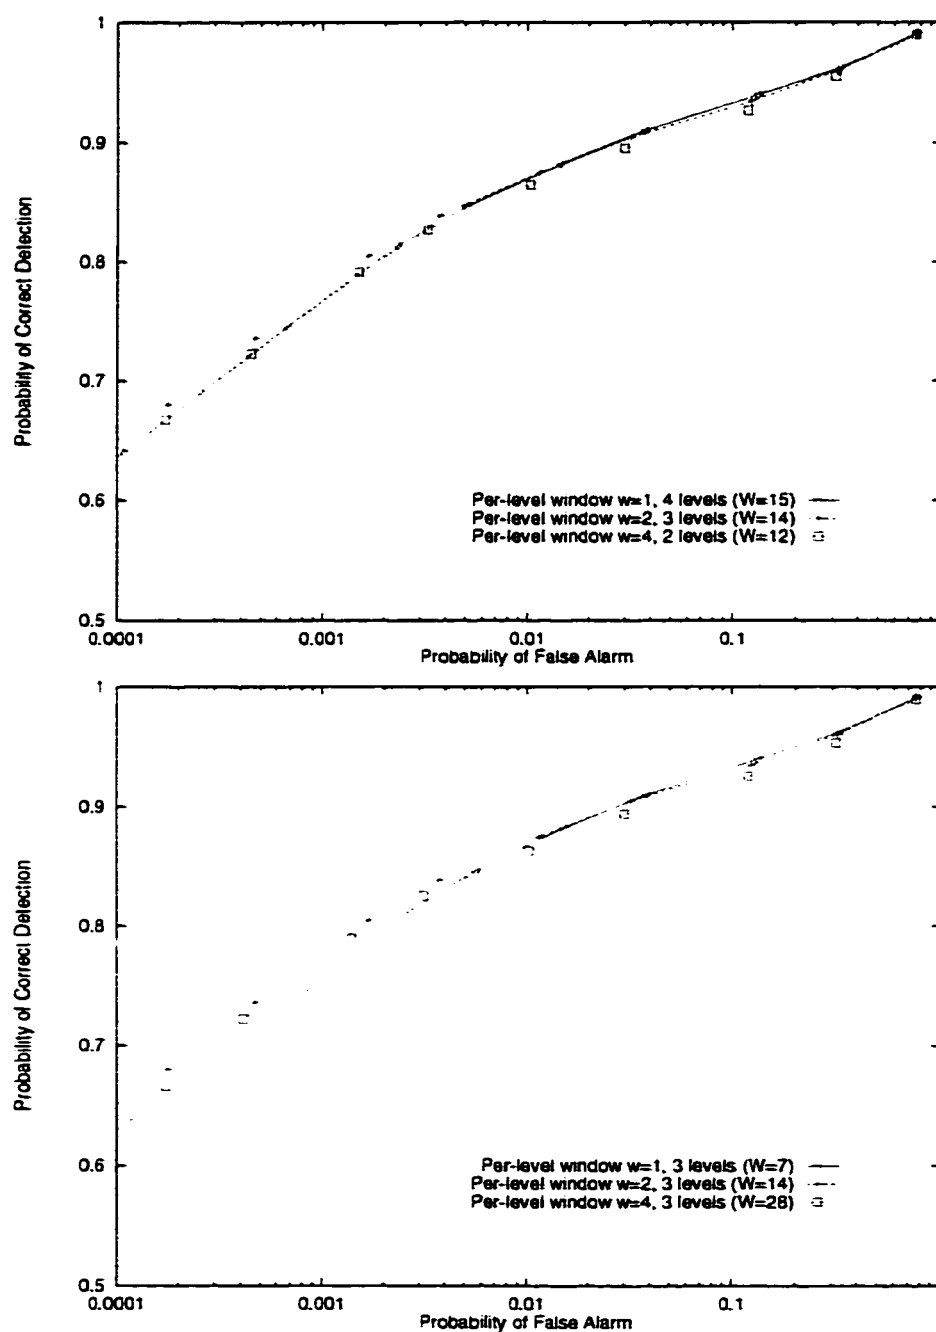 1
0.9
0.8
0.7
0.6
0.5
Probability of Correct Detection
Per-level window w=1, 4 levels (W=15)
Per-level window w=2, 3 levels (W=14)
Per-level window w=4, 2 levels (W=12)
0.0001 0.001 0.01 0.1
Probability of False Alarm
1
0.9
0.8
0.7
0.6
0.5
Probability of Correct Detection
Per-level window w=1, 3 levels (W=7)
Per-level window w=2, 3 levels (W=14)
Per-level window w=4, 3 levels (W=28)
0.0001 0.001 0.01 0.1
Probability of False Alarm